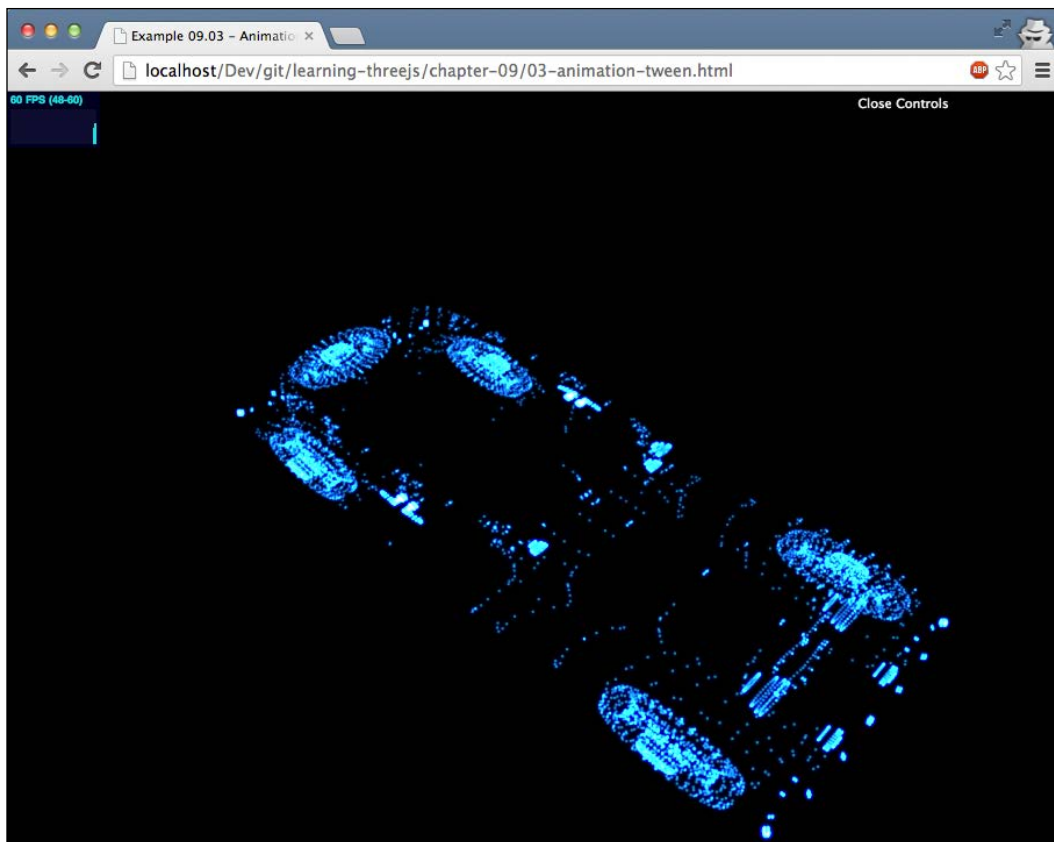 Example 09.03 - Animatio
localhost/Dev/git/learning-threejs/chapter-09/03-animation-tween.html
ABP
60 FPS (48-60)
Close Controls